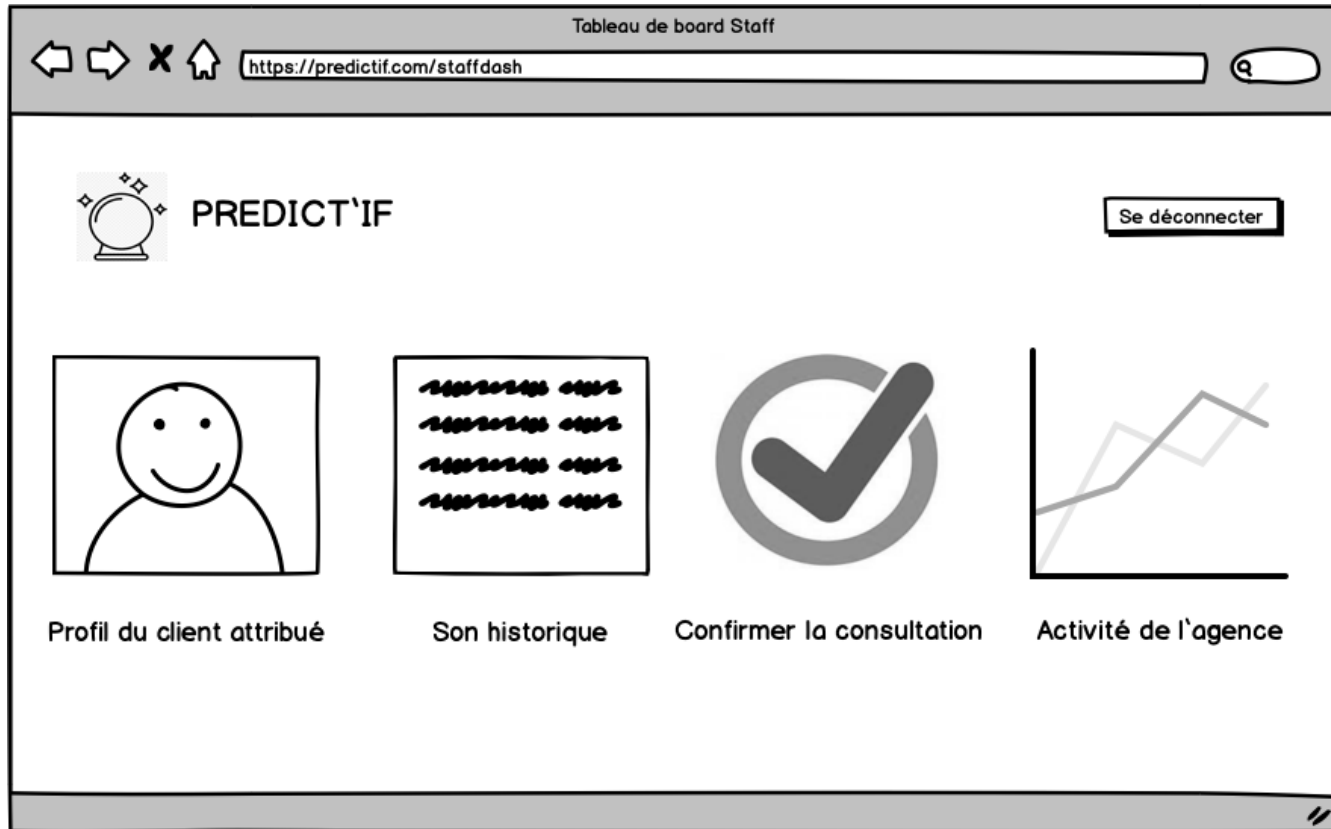 Tableau de board Staff
https://predictif.com/staffdash
PREDICT`IF
Se déconnecter
Profil du client attribué
Son historique
Confirmer la consultation
Activité de l`agence